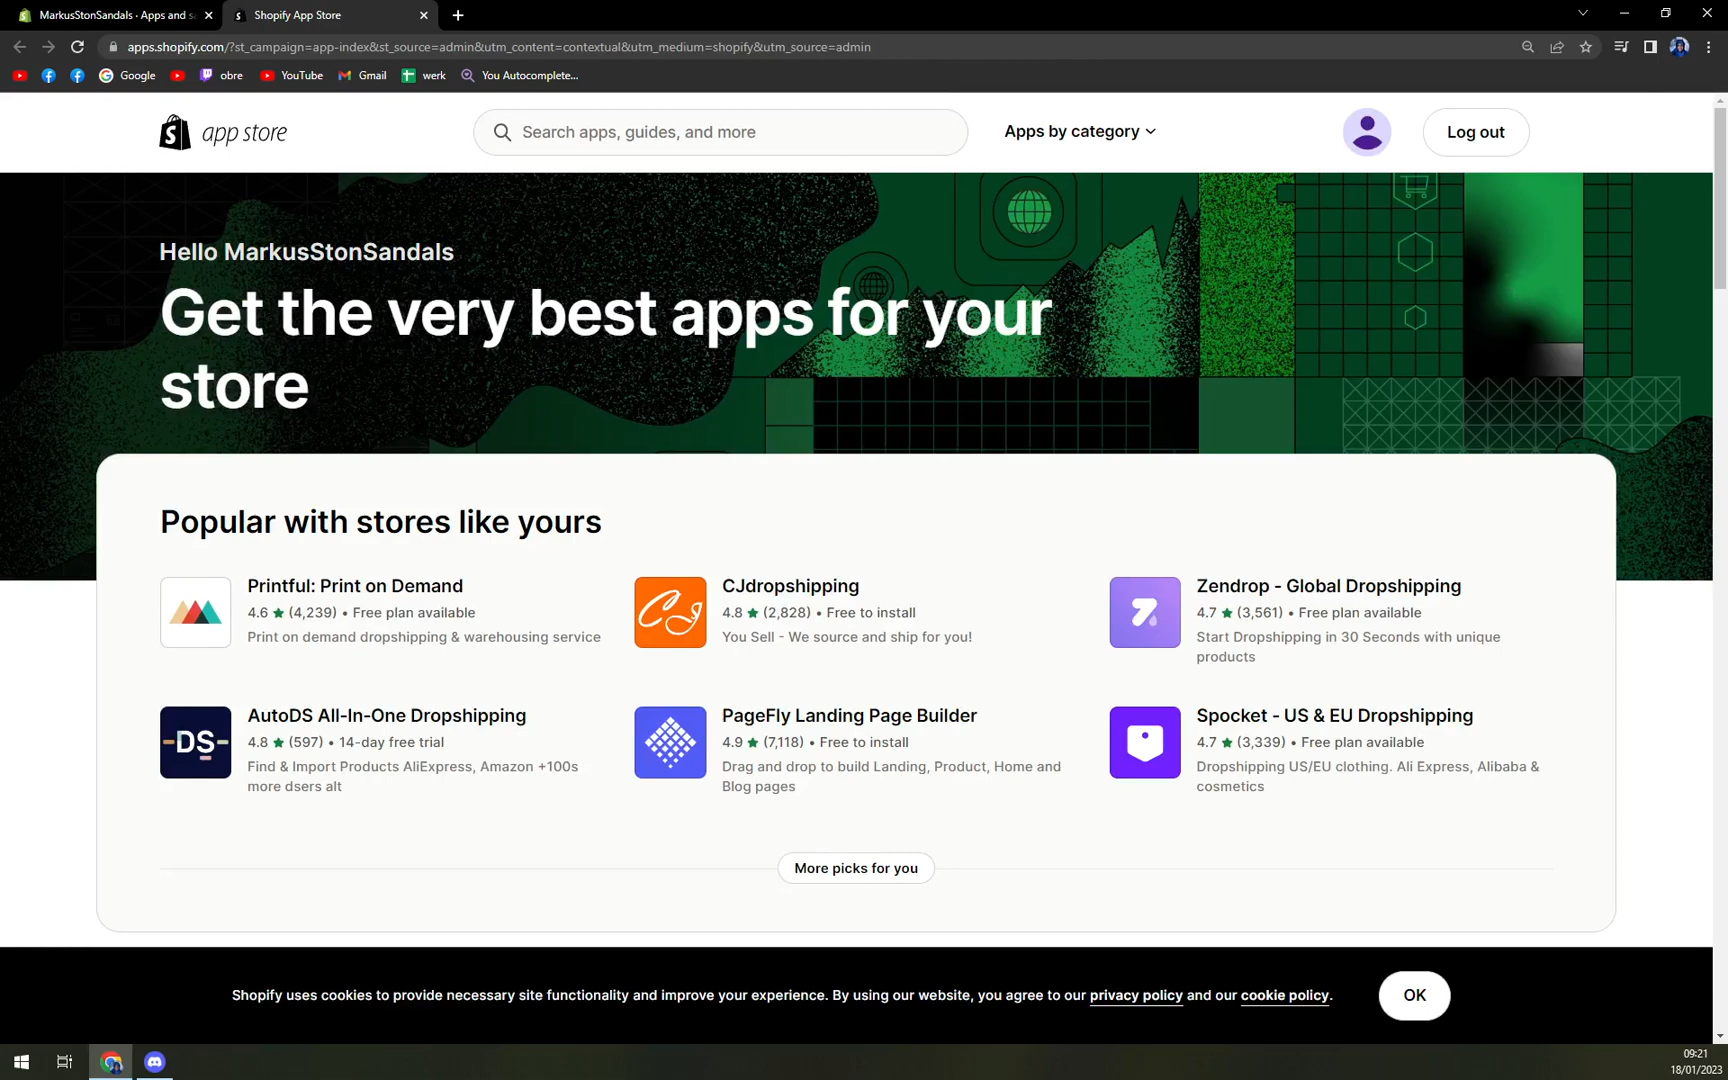 MarkusStonSandals · Apps and s
Shopify App Store
apps.shopify.com/?st_campaign=app-index&st_source=admin&utm_content=contextual&utm_medium=shopify&utm_source=admin
Google
obre
YouTube
Gmail
werk
You Autocomplete...
app store
Search apps, guides, and more
Apps by category
Log out
Hello MarkusStonSandals
Get the very best apps for your
store
Popular with stores like yours
Printful: Print on Demand
4.6 ★ (4,239) • Free plan available
Print on demand dropshipping & warehousing service
CJdropshipping
4.8 ★ (2,828) • Free to install
You Sell - We source and ship for you!
Zendrop - Global Dropshipping
4.7 ★ (3,561) • Free plan available
Start Dropshipping in 30 Seconds with unique
products
DS
AutoDS All-In-One Dropshipping
4.8 ★ (597) • 14-day free trial
Find & Import Products AliExpress, Amazon +100s
more dsers alt
PageFly Landing Page Builder
4.9 ★ (7,118) • Free to install
Drag and drop to build Landing, Product, Home and
Blog pages
Spocket - US & EU Dropshipping
4.7 ★ (3,339) • Free plan available
Dropshipping US/EU clothing. Ali Express, Alibaba &
cosmetics
More picks for you
Shopify uses cookies to provide necessary site functionality and improve your experience. By using our website, you agree to our privacy policy and our cookie policy.
OK
09:21
18/01/2023